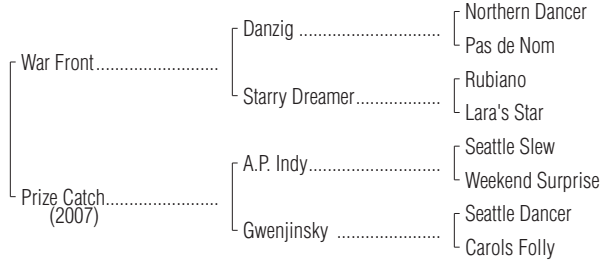 Northern Dancer
Danzig ..............................
Pas de Nom
War Front..........................
Rubiano
Starry Dreamer..................
Lara's Star
Seattle Slew
A.P. Indy............................
Weekend Surprise
Prize Catch........................
(2007)
Seattle Dancer
Gwenjinsky ......................
Carols Folly